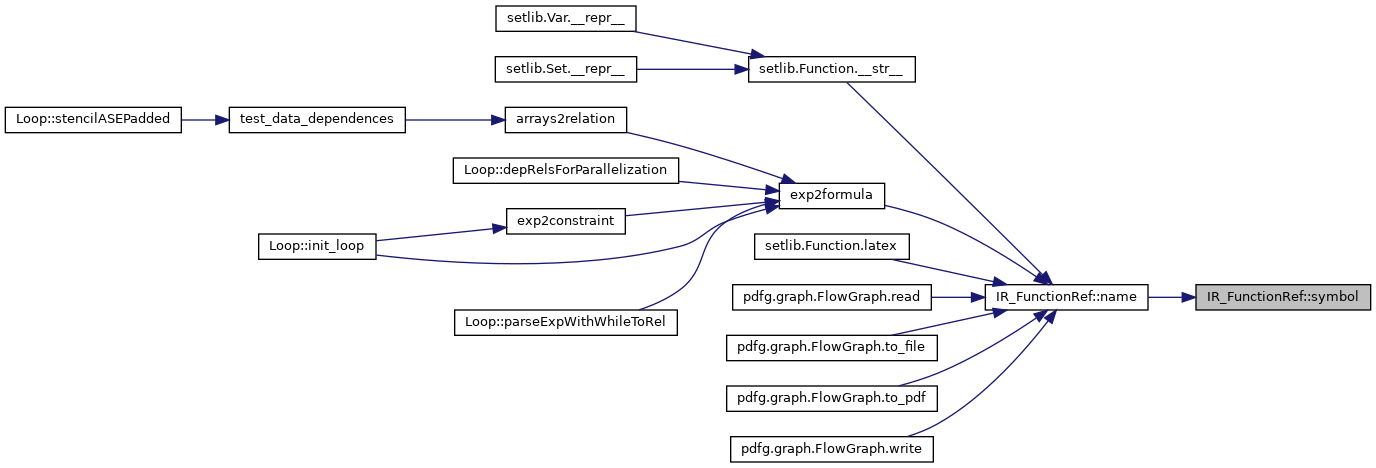 setlib.Var.__repr__
setlib.Set.__repr__
setlib.Function.__str__
Loop::stencilASEPadded
test_data_dependences
arrays2relation
Loop::depRelsForParallelization
exp2formula
exp2constraint
Loop::init_loop
setlib.Function.latex
pdfg.graph.FlowGraph.read
IR_FunctionRef::name
IR_FunctionRef::symbol
Loop::parseExpWithWhileToRel
pdfg.graph.FlowGraph.to_file
pdfg.graph.FlowGraph.to_pdf
pdfg.graph.FlowGraph.write